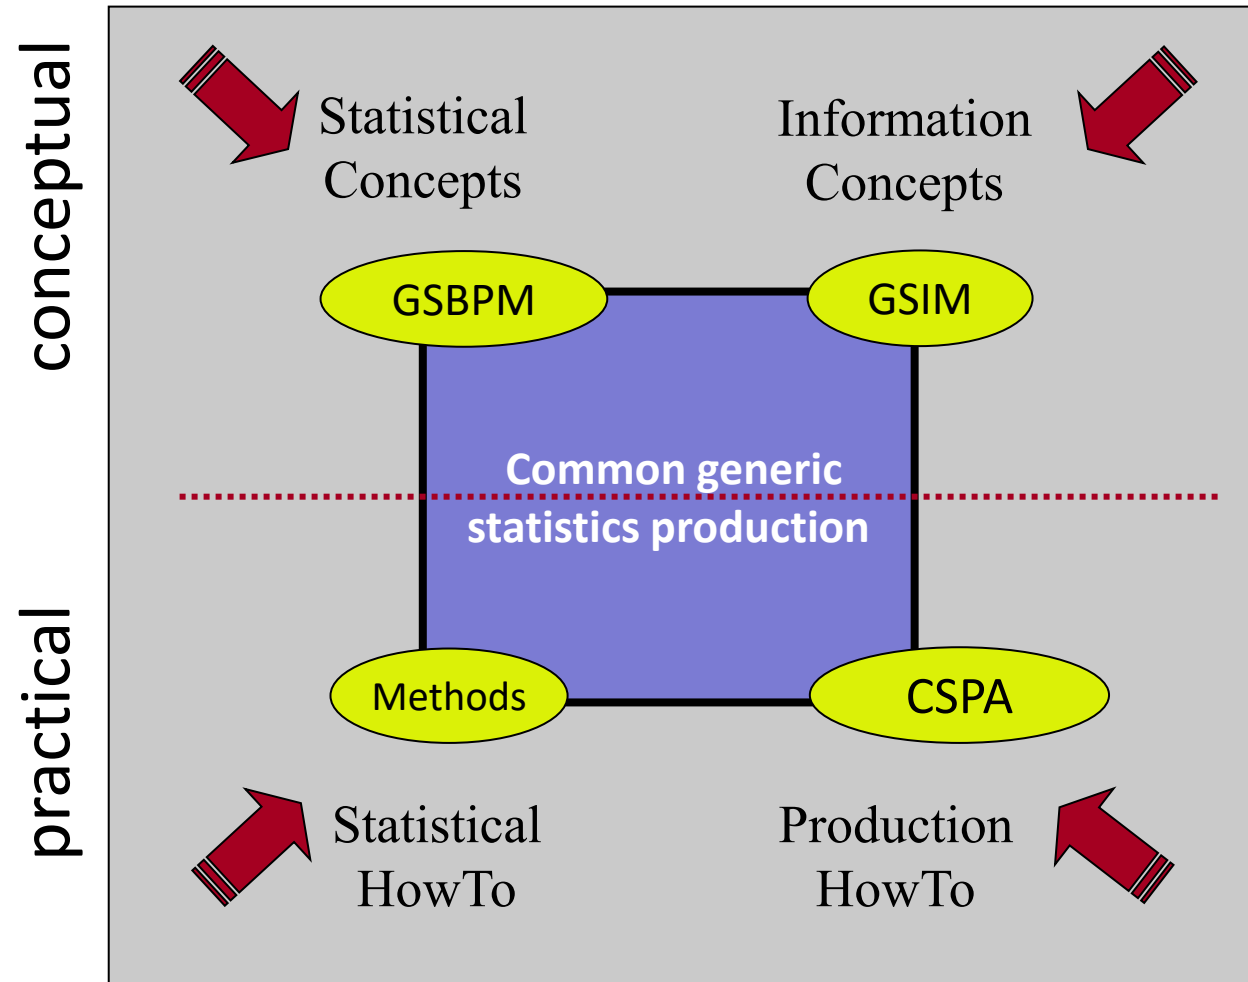 conceptual
Statistical
Concepts
Information
Concepts
GSBPM
GSIM
Common generic
statistics production
practical
Methods
CSPA
Statistical
HowTo
Production
HowTo